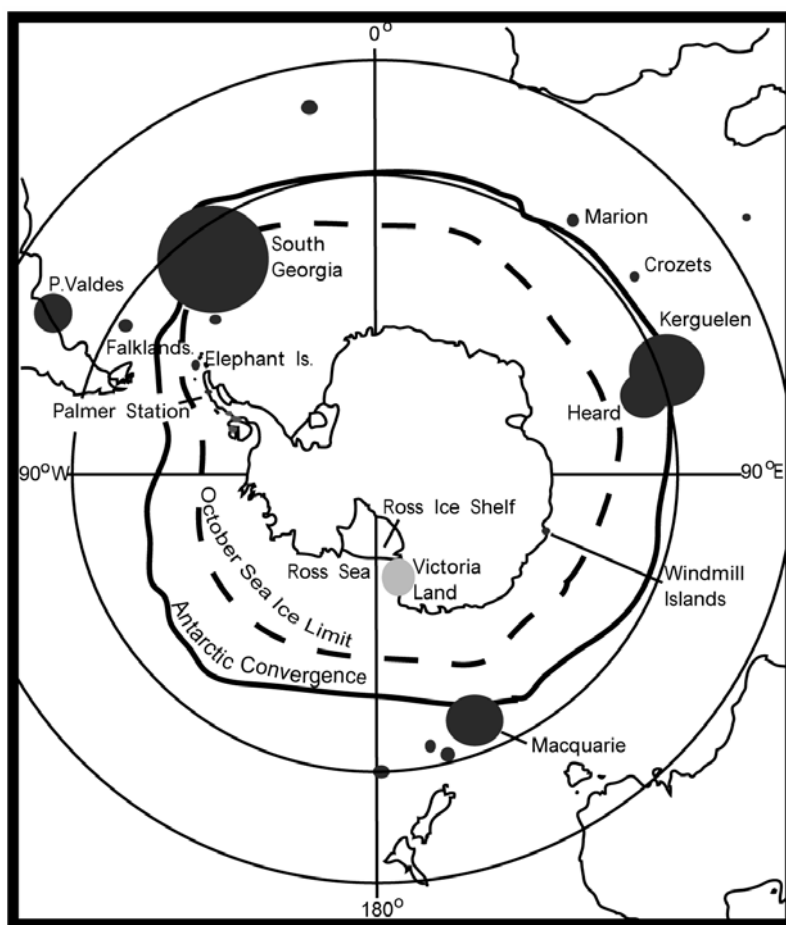 0°
Marion
South
Georgia
Crozets
P.Valdes
Kerguelen
Falklands.
Elephant Is.
Palmer Station
Heard
90°W
90°E
October Sea Ice Limit
Ross Ice Shelf
Ross Sea
Victoria
Land
Windmill
Islands
Antarctic Convergence
Macquarie
180°